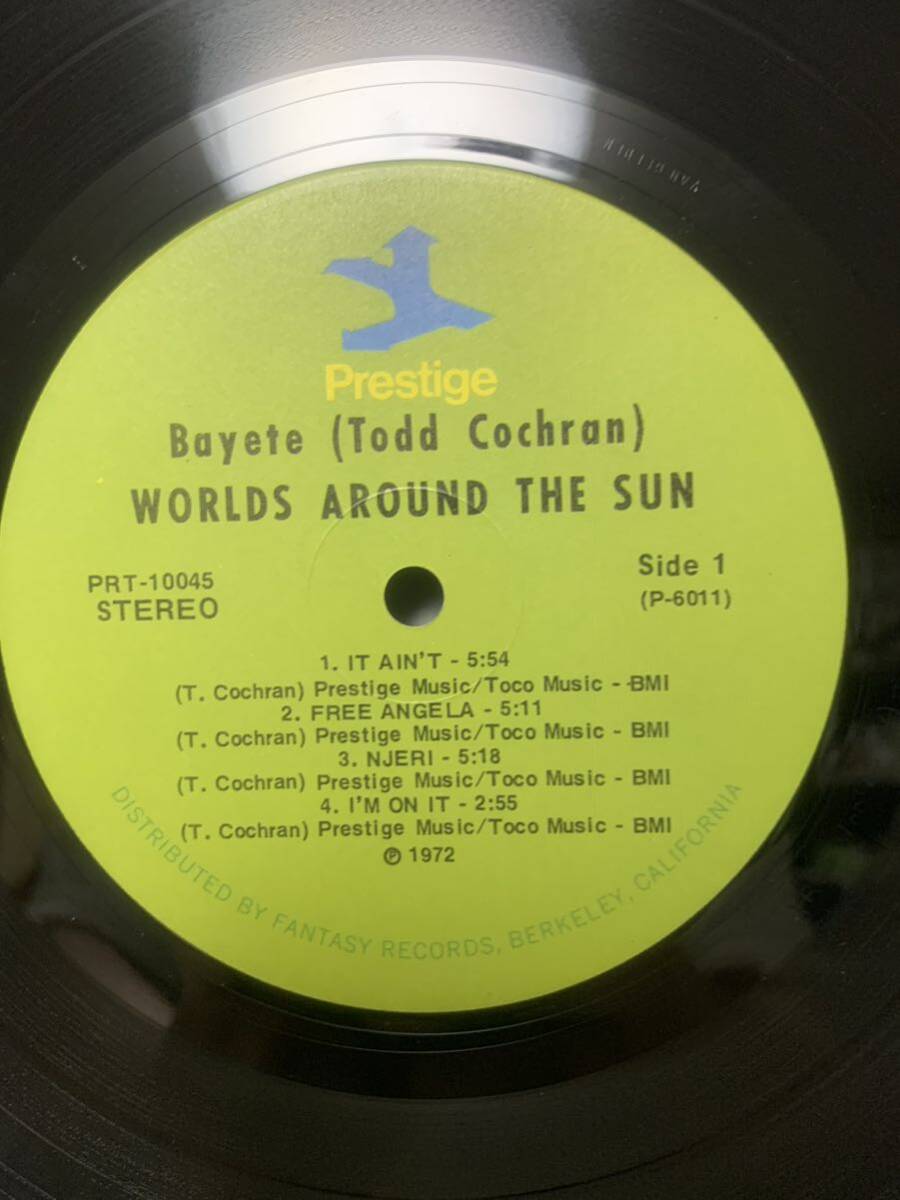 VAN GELDER
Prestige
Bayete (Todd Cochran)
WORLDS AROUND THE SUN
PRT-10045
STEREO
Side 1
(P-6011)
1. IT AIN'T - 5:54
(T. Cochran) Prestige Music/Toco Music - BMI
2. FREE ANGELA - 5:11
(T. Cochran) Prestige Music/Toco Music - BMI
3. NJERI - 5:18
(T. Cochran) Prestige Music/Toco Music - BMI
4. I'M ON IT - 2:55
(T. Cochran) Prestige Music/Toco Music - BMI
℗ 1972
DISTRIBUTED BY FANTASY RECORDS, BERKELEY, CALIFORNIA